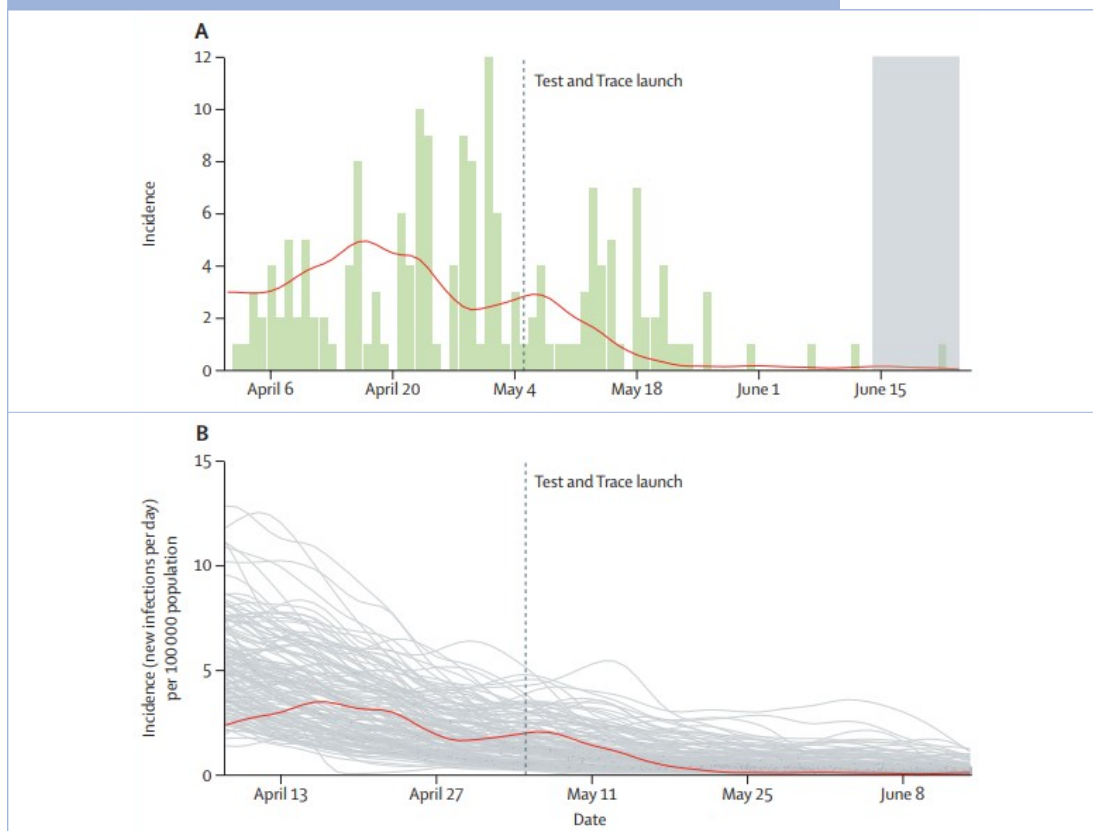 A
12
10
8
6
4
2
0
Incidence
Test and Trace launch
April 6
April 20
May 4
May 18
June 1
June 15
B
15
10
5
0
Incidence (new infections per day)
per 100 000 population
Test and Trace launch
April 13
April 27
May 11
May 25
June 8
Date